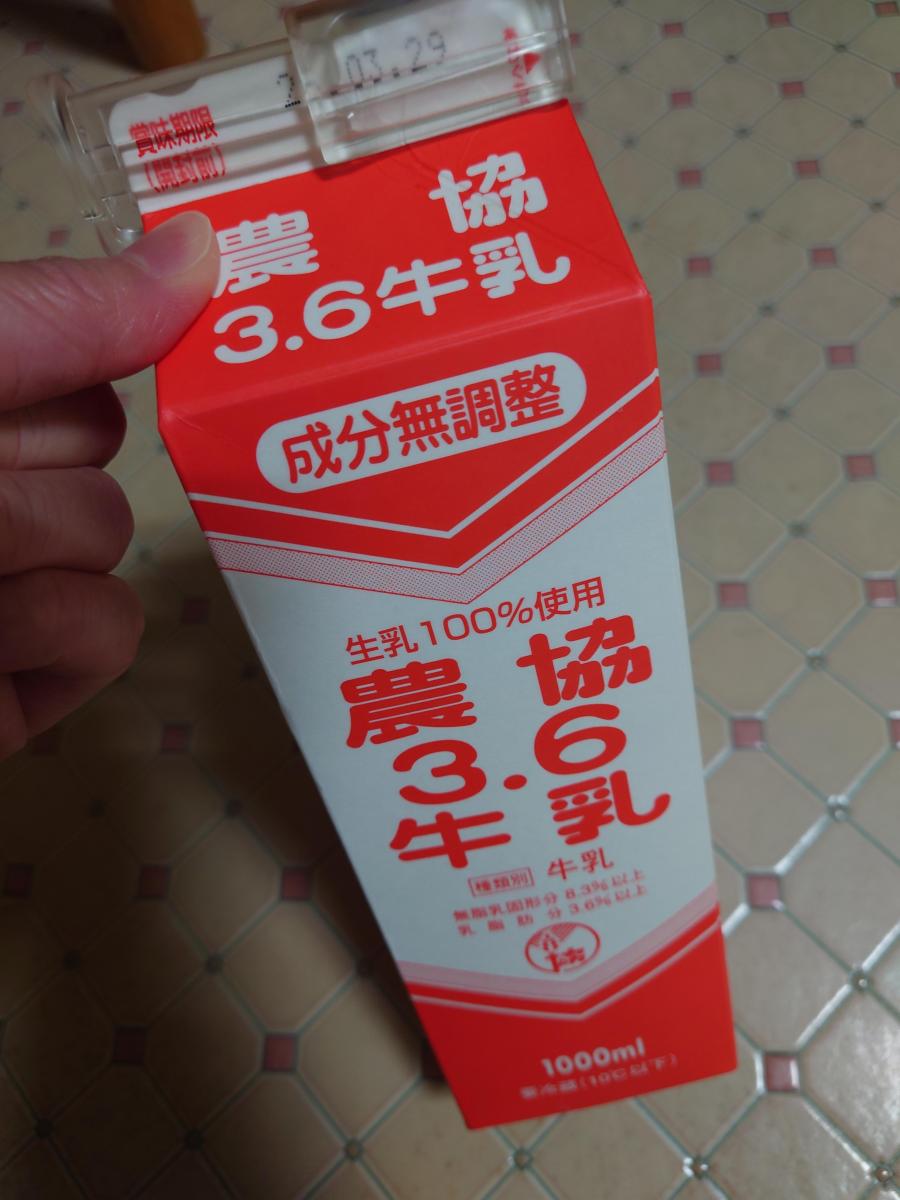 03.29
賞味期限
(開封前)
農協
3.6牛乳
成分無調整
生乳100%使用
農協
3.6
牛乳
種類別 牛乳
無脂乳固形分 8.3%以上
乳脂肪分 3.6%以上
1000ml
要冷蔵(10℃以下)